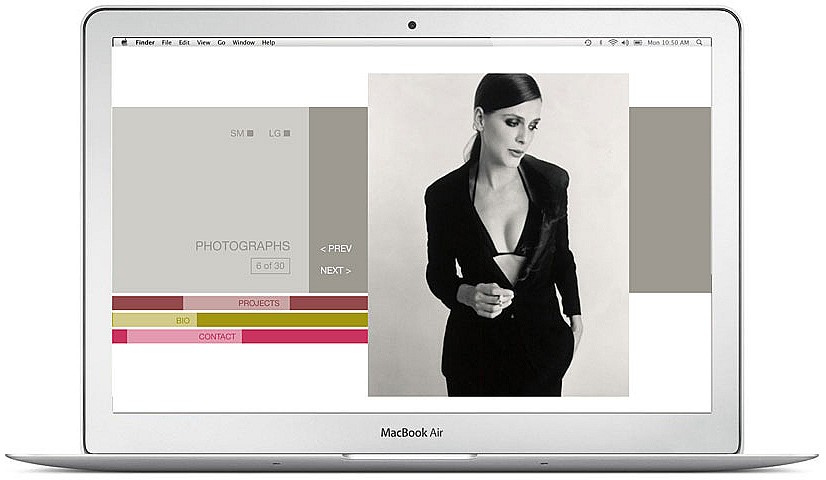 Finder File Edit View Go Window Help Mon 10:50 AM
SM LG
PHOTOGRAPHS
6 of 30
< PREV
NEXT >
PROJECTS
BIO
CONTACT
MacBook Air